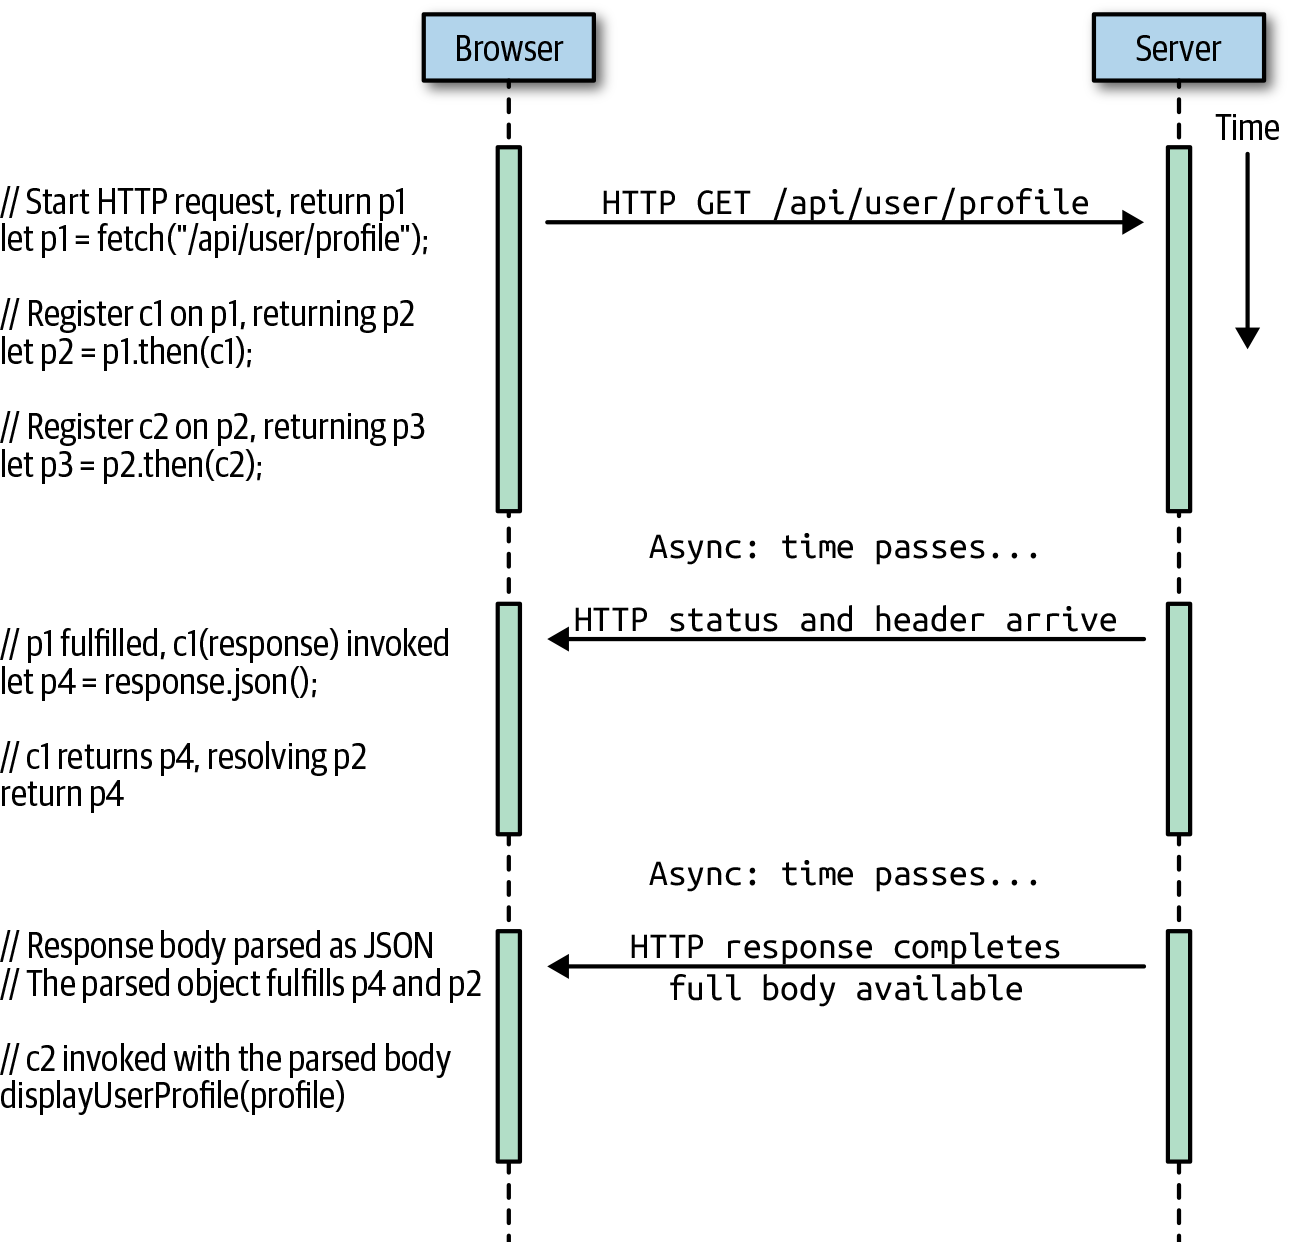 Browser
Server
Time
// Start HTTP request, return p1
let p1 = fetch("/api/user/profile");
HTTP GET /api/user/profile
// Register c1 on p1, returning p2
let p2 = p1.then(c1);
// Register c2 on p2, returning p3
let p3 = p2.then(c2);
Async: time passes...
HTTP status and header arrive
// p1 fulfilled, c1(response) invoked
let p4 = response.json();
// c1 returns p4, resolving p2
return p4
Async: time passes...
HTTP response completes
full body available
// Response body parsed as JSON
// The parsed object fulfills p4 and p2
// c2 invoked with the parsed body
displayUserProfile(profile)